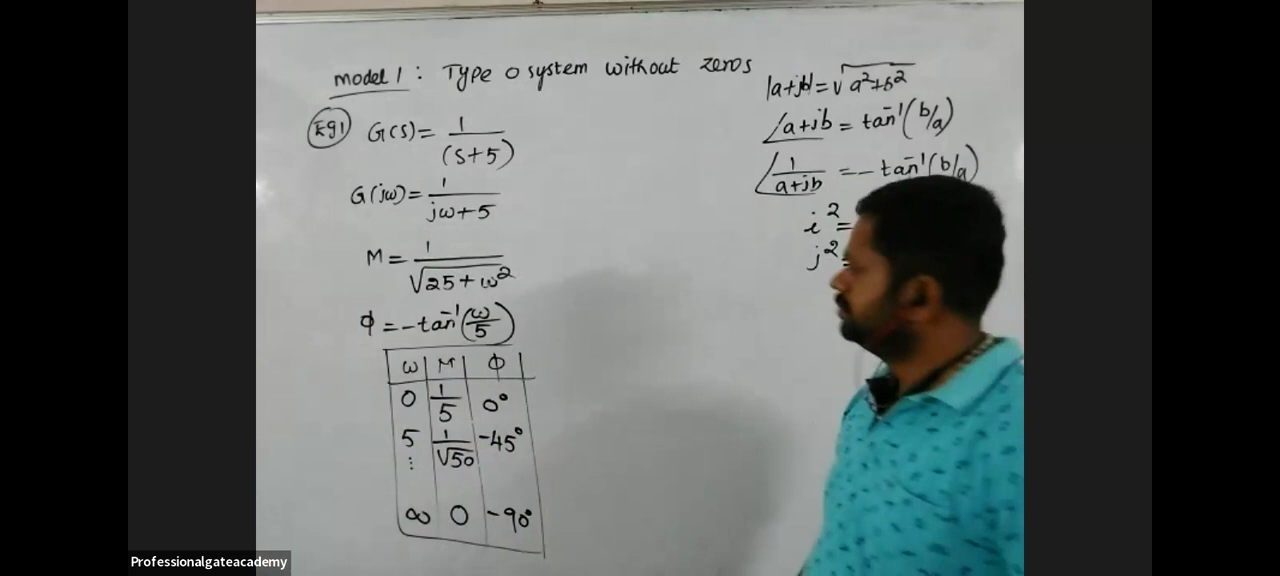 Model 1 : Type 0 system without zeros
Eg1 G(s) = 1/(s+5)
G(jω) = 1/(jω+5)
M = 1/√(25+ω²)
ϕ = -tan⁻¹(ω/5)
ω | M | ϕ
0 | 1/5 | 0°
5 | 1/√50 | -45°
⋮
∞ | 0 | -90°
|a+jb| = √(a²+b²)
∠a+jb = tan⁻¹(b/a)
∠1/(a+jb) = -tan⁻¹(b/a)
i² =
j² =
Professionalgateacademy